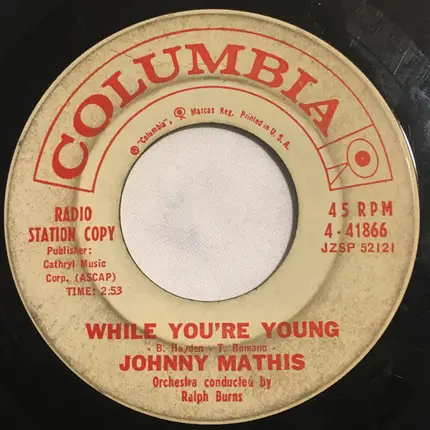 COLUMBIA
® "Columbia", Marcas Reg. Printed in U.S.A.
RADIO
STATION COPY
Publisher:
Cathryl Music
Corp. (ASCAP)
TIME: 2:53
45 RPM
4-41866
JZSP 52121
WHILE YOU'RE YOUNG
- B. Hayden - T. Romano -
JOHNNY MATHIS
Orchestra conducted by
Ralph Burns